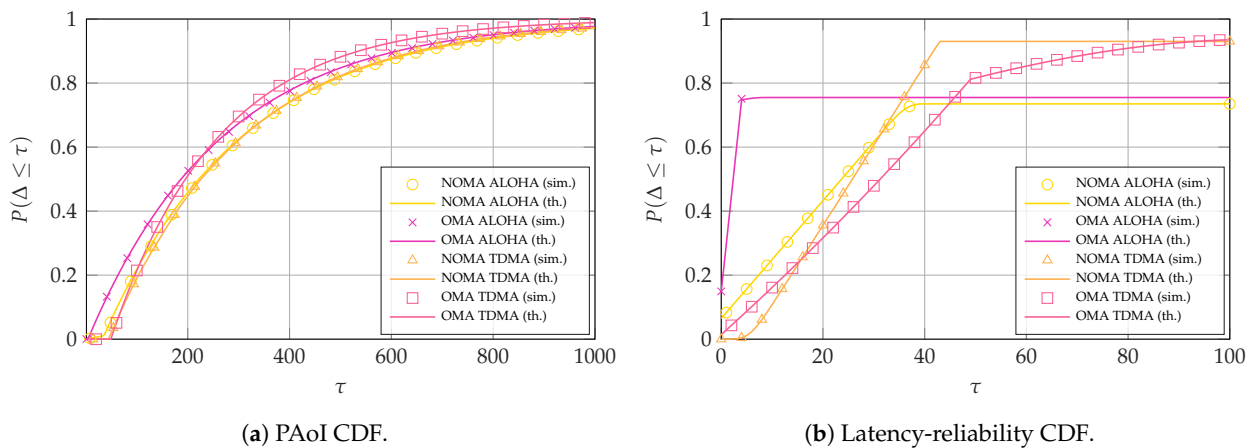 1
0.8
0.6
0.4
0.2
0
P(Δ ≤ τ)
200 400 600 800 1000
τ
NOMA ALOHA (sim.)
NOMA ALOHA (th.)
OMA ALOHA (sim.)
OMA ALOHA (th.)
NOMA TDMA (sim.)
NOMA TDMA (th.)
OMA TDMA (sim.)
OMA TDMA (th.)
(a) PAoI CDF.
1
0.8
0.6
0.4
0.2
0
P(Δ ≤ τ)
0 20 40 60 80 100
τ
NOMA ALOHA (sim.)
NOMA ALOHA (th.)
OMA ALOHA (sim.)
OMA ALOHA (th.)
NOMA TDMA (sim.)
NOMA TDMA (th.)
OMA TDMA (sim.)
OMA TDMA (th.)
(b) Latency-reliability CDF.